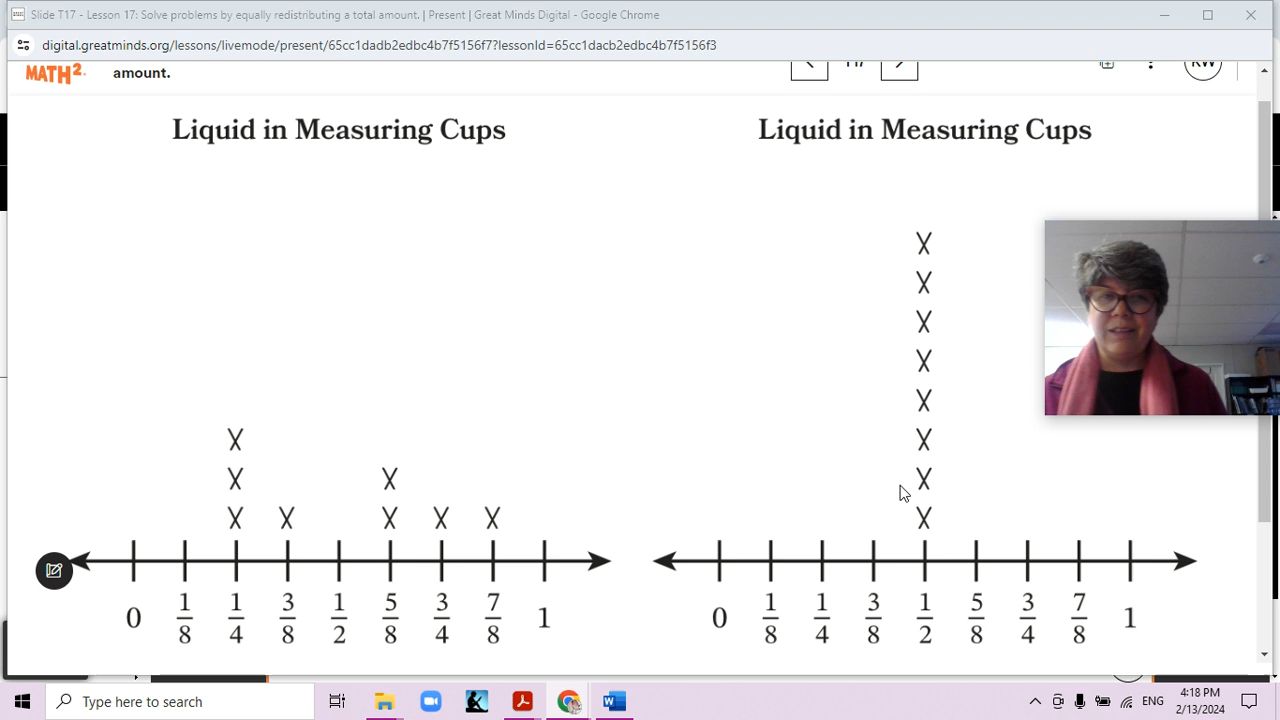 Slide T17 - Lesson 17: Solve problems by equally redistributing a total amount. | Present | Great Minds Digital - Google Chrome
digital.greatminds.org/lessons/livemode/present/65cc1dadb2edbc4b7f5156f7?lessonId=65cc1dacb2edbc4b7f5156f3
MATH² amount.
Liquid in Measuring Cups
X
X X
X X X X X
0 1/8 1/4 3/8 1/2 5/8 3/4 7/8 1
Liquid in Measuring Cups
X
X
X
X
X
X
X
X
0 1/8 1/4 3/8 1/2 5/8 3/4 7/8 1
Type here to search
ENG
4:18 PM
2/13/2024